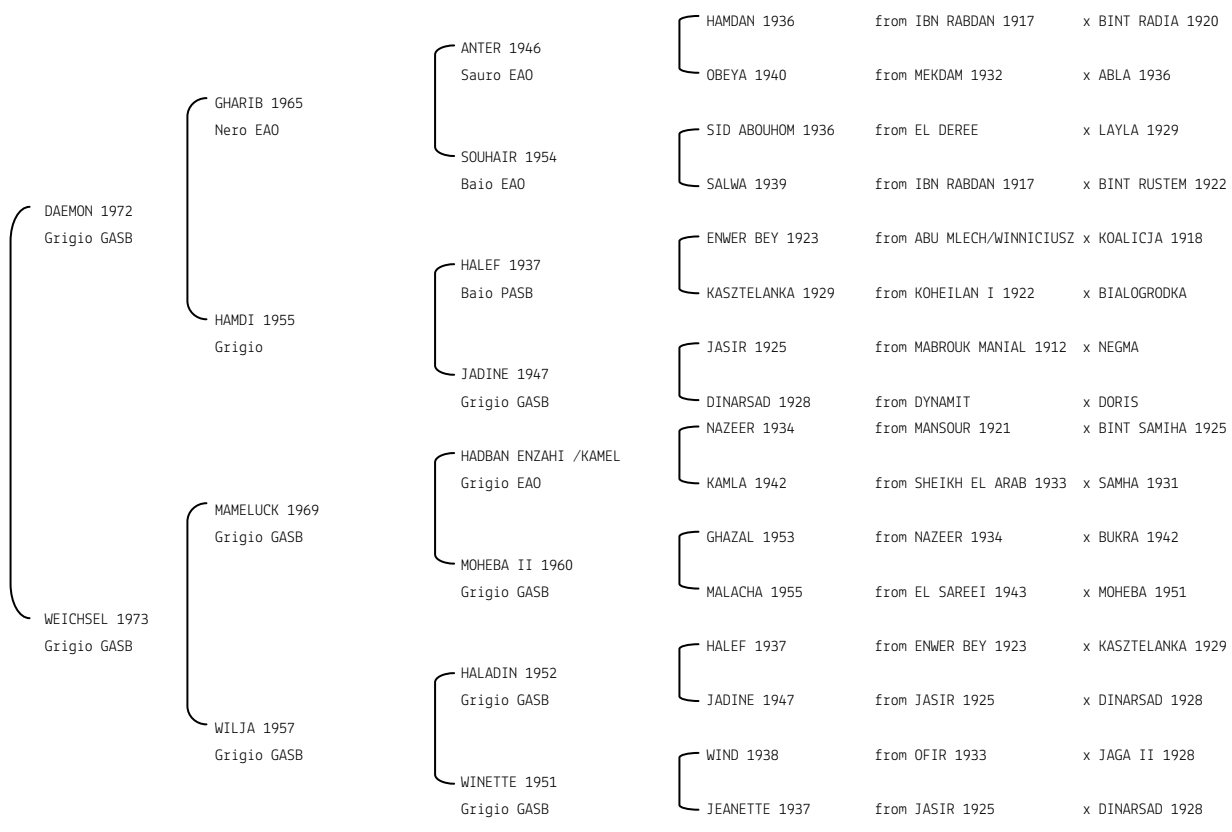 HAMDAN 1936 from IBN RABDAN 1917 x BINT RADIA 1920
ANTER 1946
Sauro EAO OBEYA 1940 from MEKDAM 1932 x ABLA 1936
GHARIB 1965
Nero EAO SID ABOUHOM 1936 from EL DEREE x LAYLA 1929
SOUHAIR 1954
Baio EAO SALWA 1939 from IBN RABDAN 1917 x BINT RUSTEM 1922
DAEMON 1972
Grigio GASB ENWER BEY 1923 from ABU MLECH/WINNICIUSZ x KOALICJA 1918
HALEF 1937
Baio PASB KASZTELANKA 1929 from KOHEILAN I 1922 x BIALOGRODKA
HAMDI 1955
Grigio JASIR 1925 from MABROUK MANIAL 1912 x NEGMA
JADINE 1947
Grigio GASB DINARSAD 1928 from DYNAMIT x DORIS
NAZEER 1934 from MANSOUR 1921 x BINT SAMIHA 1925
HADBAN ENZAHI /KAMEL
Grigio EAO KAMLA 1942 from SHEIKH EL ARAB 1933 x SAMHA 1931
MAMELUCK 1969
Grigio GASB GHAZAL 1953 from NAZEER 1934 x BUKRA 1942
MOHEBA II 1960
Grigio GASB MALACHA 1955 from EL SAREEI 1943 x MOHEBA 1951
WEICHSEL 1973
Grigio GASB HALEF 1937 from ENWER BEY 1923 x KASZTELANKA 1929
HALADIN 1952
Grigio GASB JADINE 1947 from JASIR 1925 x DINARSAD 1928
WILJA 1957
Grigio GASB WIND 1938 from OFIR 1933 x JAGA II 1928
WINETTE 1951
Grigio GASB JEANETTE 1937 from JASIR 1925 x DINARSAD 1928